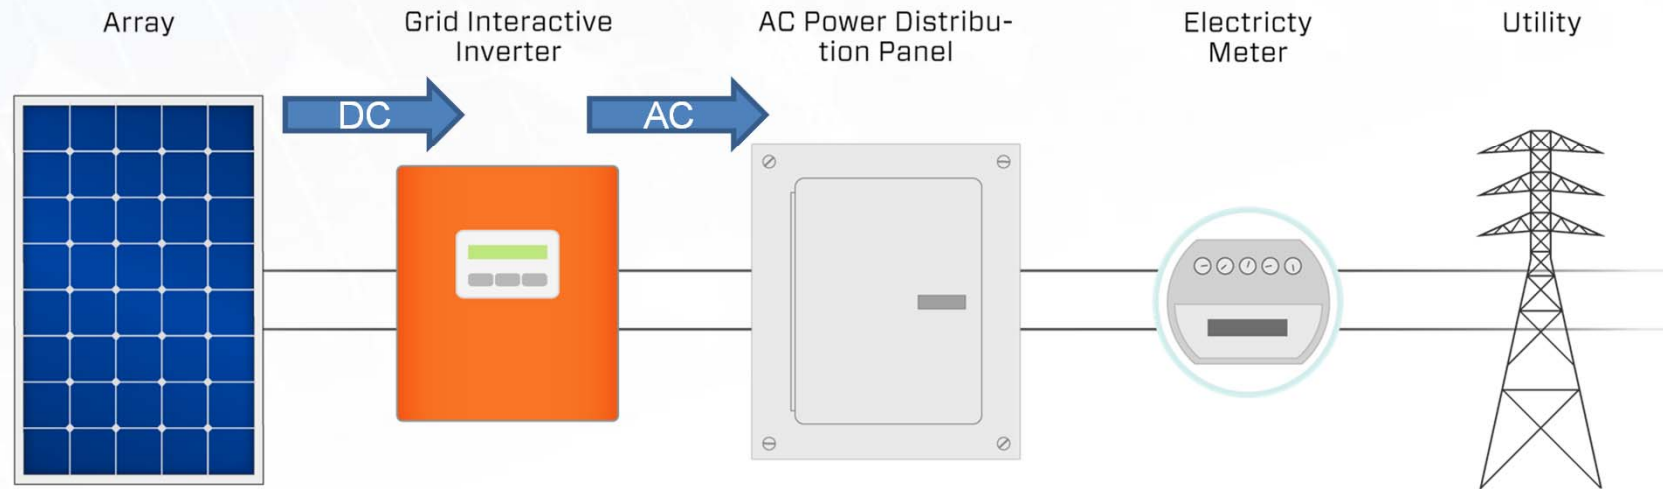 Array
Grid Interactive
Inverter
AC Power Distribu-
tion Panel
Electricty
Meter
Utility
DC
AC